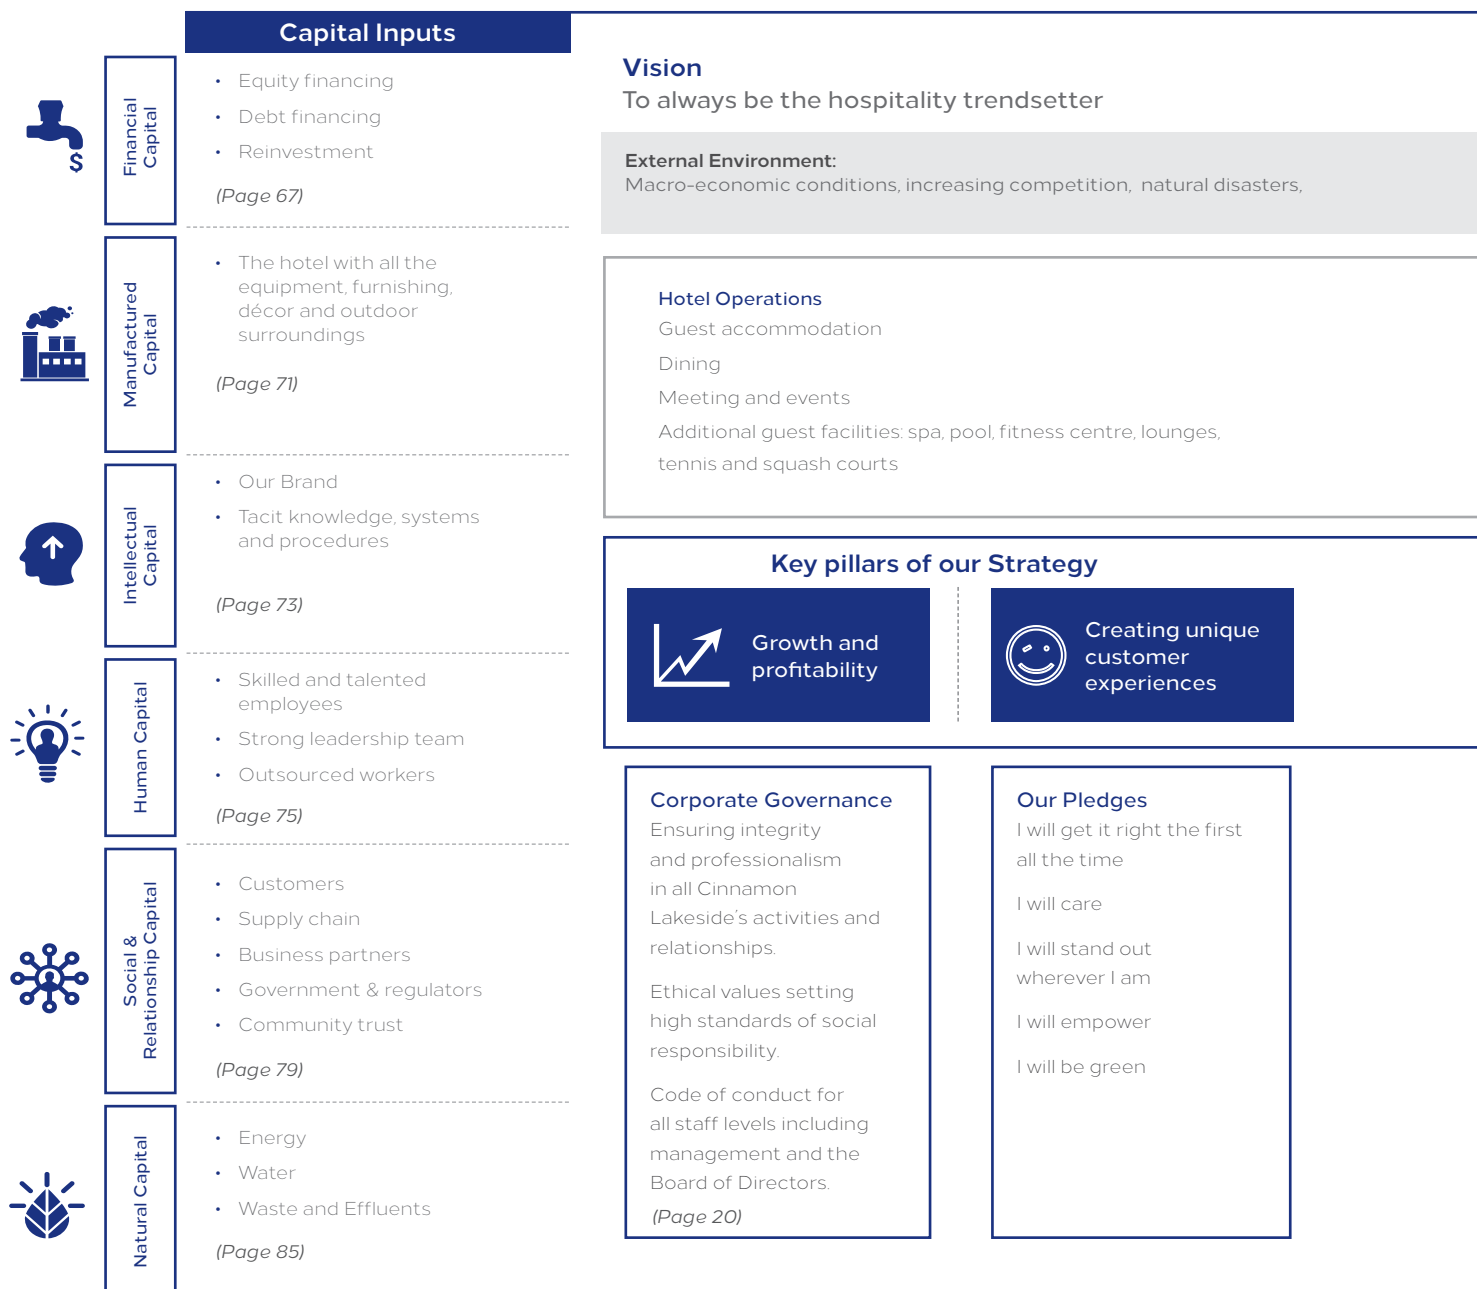 Capital Inputs
Financial
Capital
• Equity financing
• Debt financing
• Reinvestment
(Page 67)
Manufactured
Capital
• The hotel with all the
equipment, furnishing,
décor and outdoor
surroundings
(Page 71)
Intellectual
Capital
• Our Brand
• Tacit knowledge, systems
and procedures
(Page 73)
Human Capital
• Skilled and talented
employees
• Strong leadership team
• Outsourced workers
(Page 75)
Social &
Relationship Capital
• Customers
• Supply chain
• Business partners
• Government & regulators
• Community trust
(Page 79)
Natural Capital
• Energy
• Water
• Waste and Effluents
(Page 85)
Vision
To always be the hospitality trendsetter
External Environment:
Macro-economic conditions, increasing competition, natural disasters,
Hotel Operations
Guest accommodation
Dining
Meeting and events
Additional guest facilities: spa, pool, fitness centre, lounges,
tennis and squash courts
Key pillars of our Strategy
Growth and
profitability
Creating unique
customer
experiences
Corporate Governance
Ensuring integrity
and professionalism
in all Cinnamon
Lakeside's activities and
relationships.
Ethical values setting
high standards of social
responsibility.
Code of conduct for
all staff levels including
management and the
Board of Directors.
(Page 20)
Our Pledges
I will get it right the first
all the time
I will care
I will stand out
wherever I am
I will empower
I will be green
$